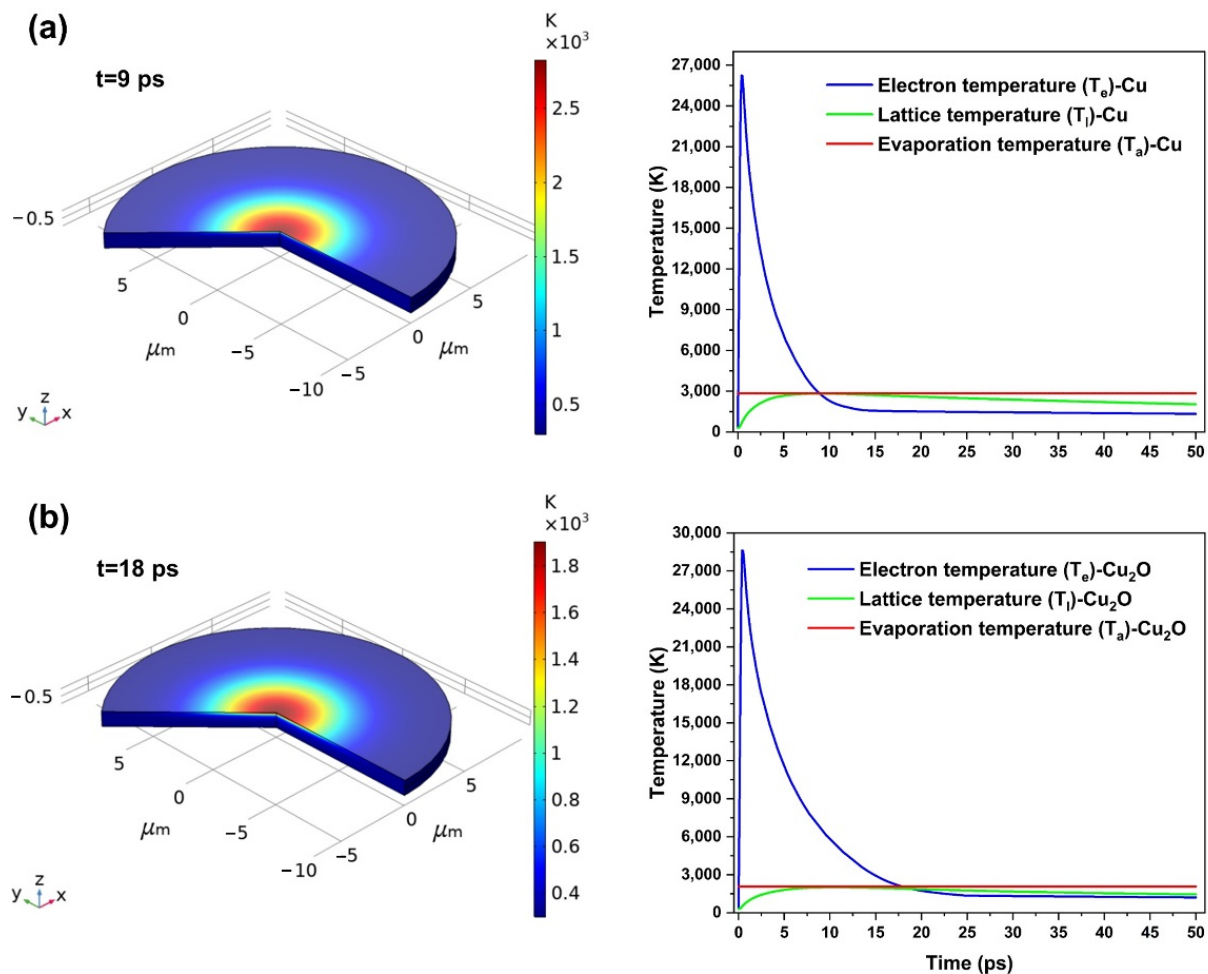 (a)
t=9 ps
K
×10³
2.5
2
1.5
1
0.5
−0.5
5
0
−5
−10
μm
−5
0
5
μm
y z x
Temperature (K)
27,000
24,000
21,000
18,000
15,000
12,000
9,000
6,000
3,000
0
Electron temperature (Tₑ)-Cu
Lattice temperature (Tₗ)-Cu
Evaporation temperature (Tₐ)-Cu
0 5 10 15 20 25 30 35 40 45 50
(b)
t=18 ps
K
×10³
1.8
1.6
1.4
1.2
1
0.8
0.6
0.4
−0.5
5
0
−5
−10
μm
−5
0
5
μm
y z x
Temperature (K)
30,000
27,000
24,000
21,000
18,000
15,000
12,000
9,000
6,000
3,000
0
Electron temperature (Tₑ)-Cu₂O
Lattice temperature (Tₗ)-Cu₂O
Evaporation temperature (Tₐ)-Cu₂O
0 5 10 15 20 25 30 35 40 45 50
Time (ps)